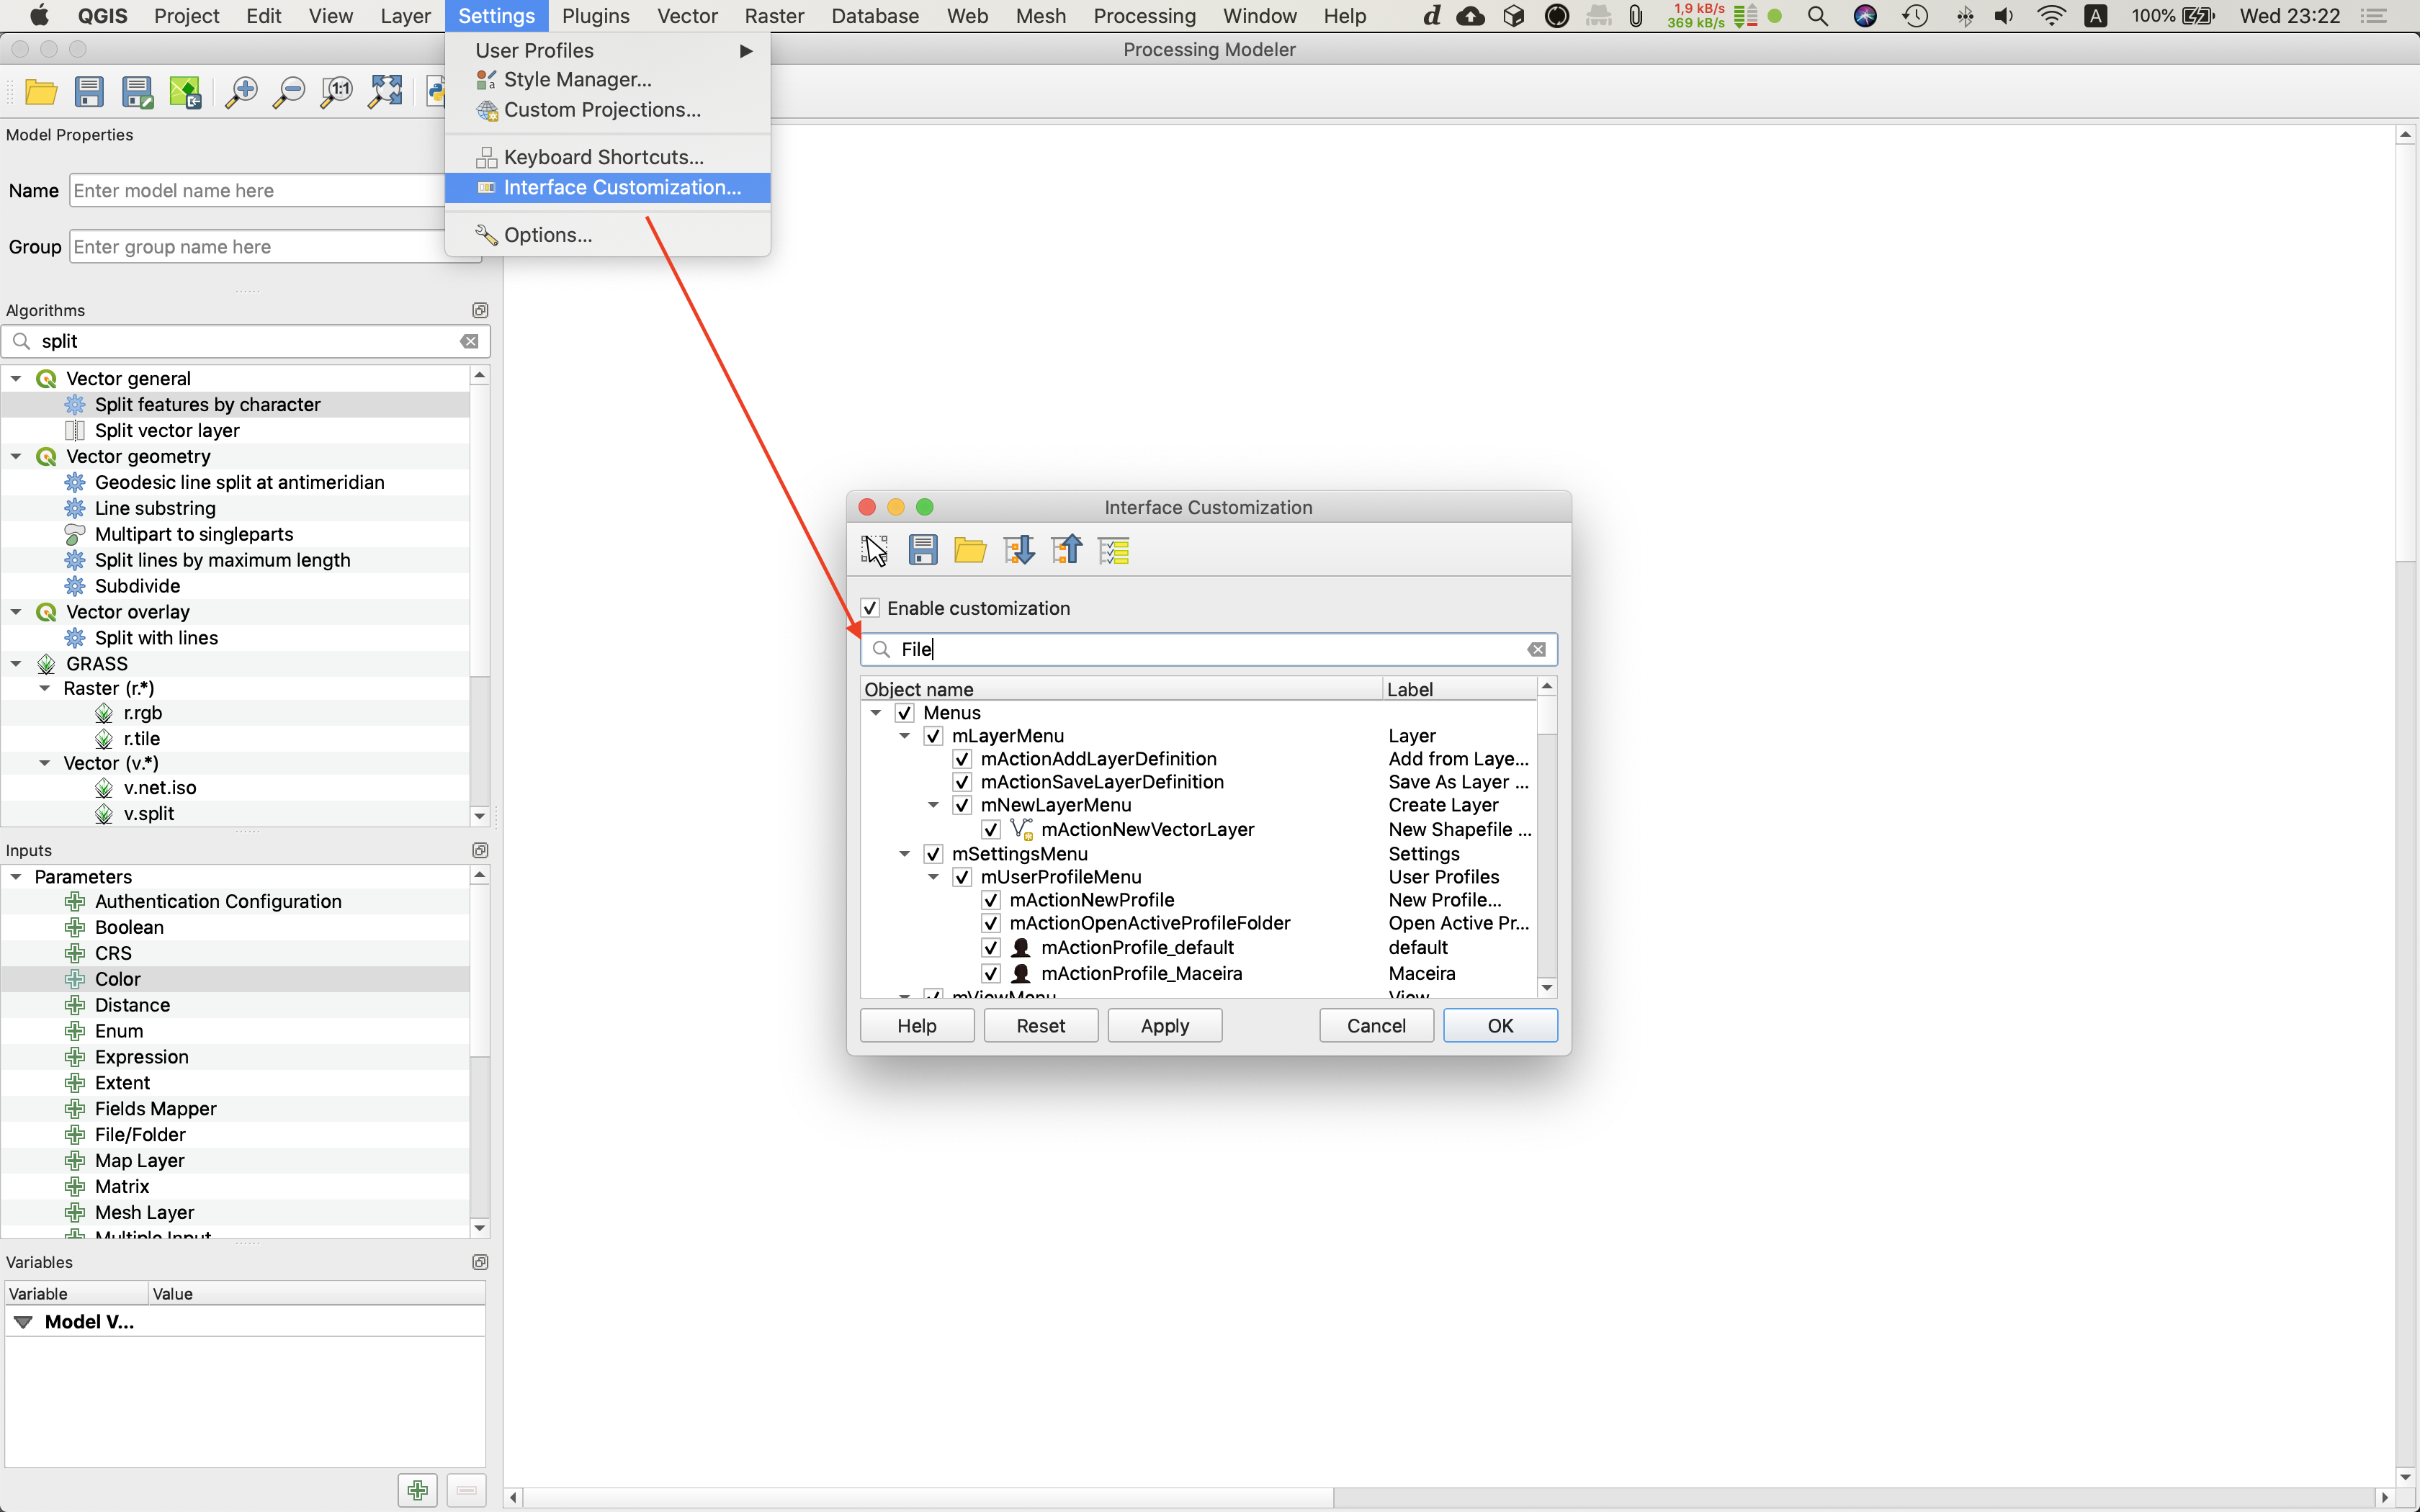 QGIS Project Edit View Layer Settings Plugins Vector Raster Database Web Mesh Processing Window Help d 1,9 kB/s 369 kB/s A 100% Wed 23:22
Processing Modeler
User Profiles
Style Manager...
Custom Projections...
Keyboard Shortcuts...
Interface Customization...
Options...
1:1
Model Properties
Name Enter model name here
Group Enter group name here
Algorithms
split
Vector general
Split features by character
Split vector layer
Vector geometry
Geodesic line split at antimeridian
Line substring
Multipart to singleparts
Split lines by maximum length
Subdivide
Vector overlay
Split with lines
GRASS
Raster (r.*)
r.rgb
r.tile
Vector (v.*)
v.net.iso
v.split
Inputs
Parameters
Authentication Configuration
Boolean
CRS
Color
Distance
Enum
Expression
Extent
Fields Mapper
File/Folder
Map Layer
Matrix
Mesh Layer
Multiple Input
Variables
Variable Value
Model V...
Interface Customization
Enable customization
File
Object name Label
Menus
mLayerMenu Layer
mActionAddLayerDefinition Add from Laye...
mActionSaveLayerDefinition Save As Layer ...
mNewLayerMenu Create Layer
mActionNewVectorLayer New Shapefile ...
mSettingsMenu Settings
mUserProfileMenu User Profiles
mActionNewProfile New Profile...
mActionOpenActiveProfileFolder Open Active Pr...
mActionProfile_default default
mActionProfile_Maceira Maceira
mViewMenu View
Help Reset Apply Cancel OK